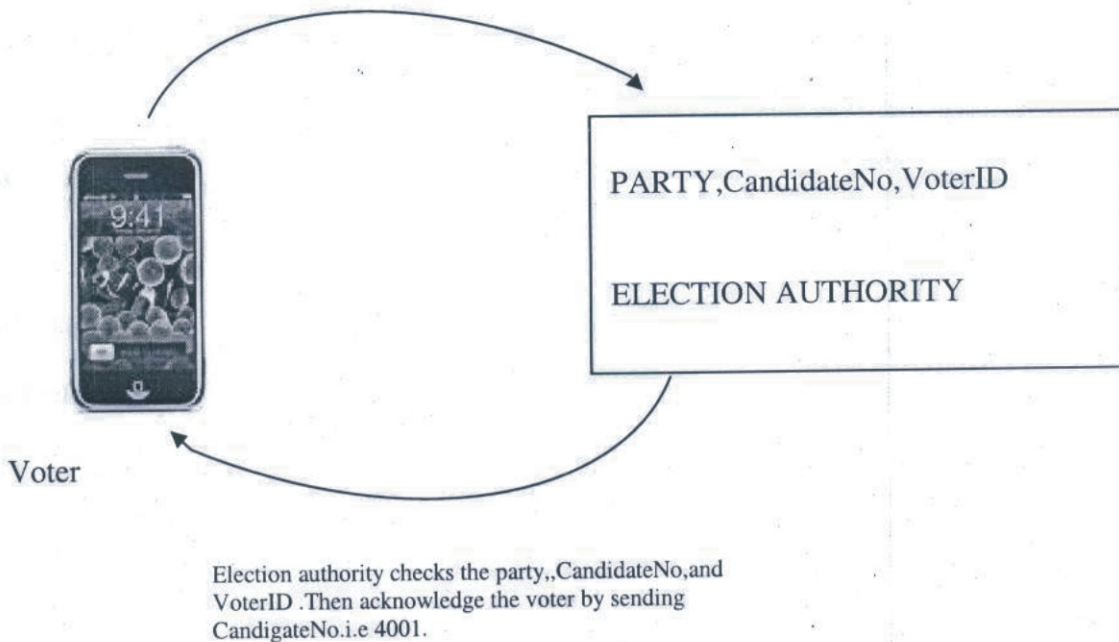 9:41
PARTY,CandidateNo,VoterID
ELECTION AUTHORITY
Voter
Election authority checks the party,,CandidateNo,and
VoterID .Then acknowledge the voter by sending
CandigateNo.i.e 4001.